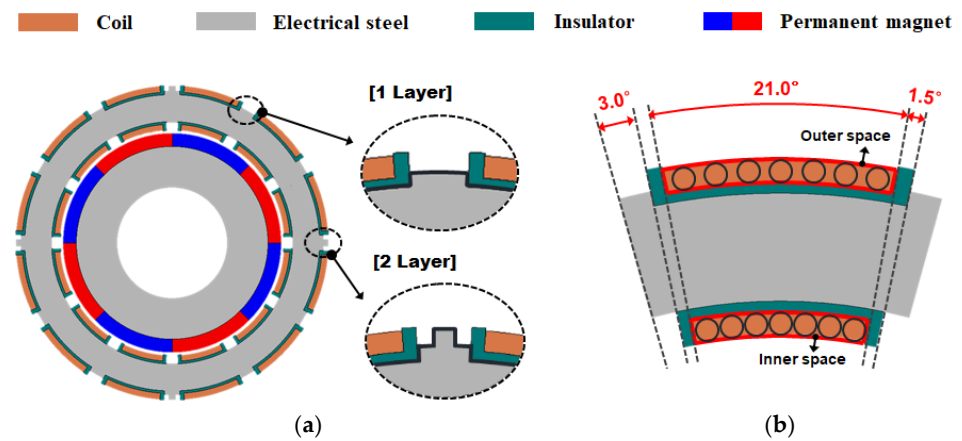 Coil
Electrical steel
Insulator
Permanent magnet
[1 Layer]
[2 Layer]
(a)
3.0°
21.0°
1.5°
Outer space
Inner space
(b)